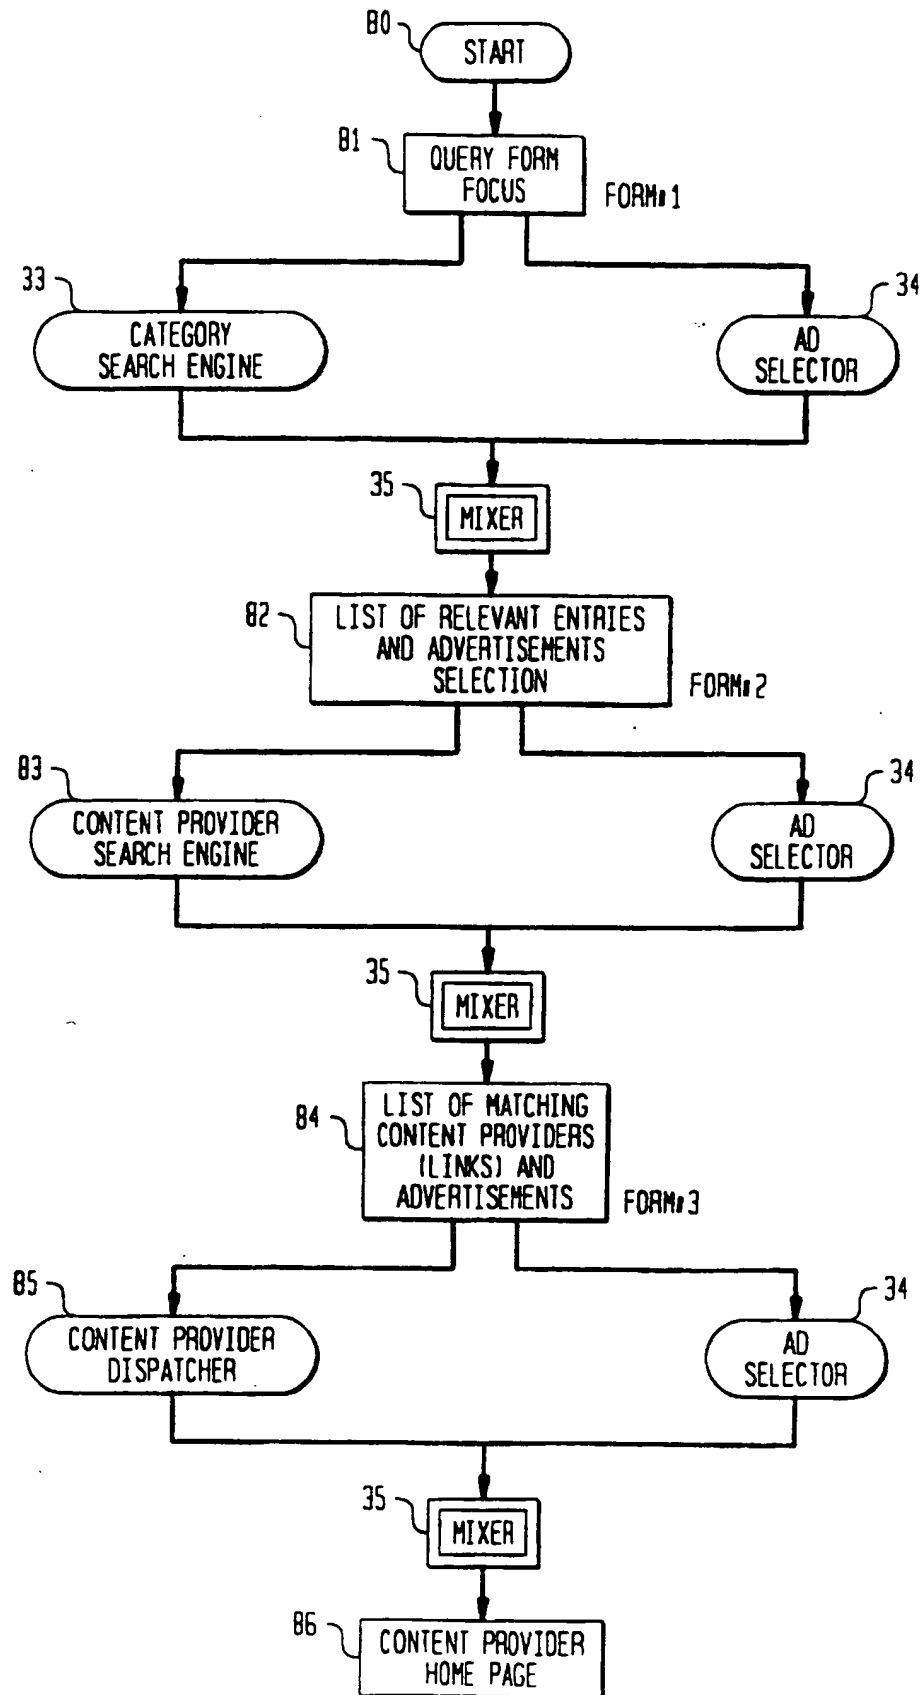 80
START
81
QUERY FORM
FOCUS
FORM#1
33
CATEGORY
SEARCH ENGINE
34
AD
SELECTOR
35
MIXER
82
LIST OF RELEVANT ENTRIES
AND ADVERTISEMENTS
SELECTION
FORM#2
83
CONTENT PROVIDER
SEARCH ENGINE
34
AD
SELECTOR
35
MIXER
84
LIST OF MATCHING
CONTENT PROVIDERS
(LINKS) AND
ADVERTISEMENTS
FORM#3
85
CONTENT PROVIDER
DISPATCHER
34
AD
SELECTOR
35
MIXER
86
CONTENT PROVIDER
HOME PAGE